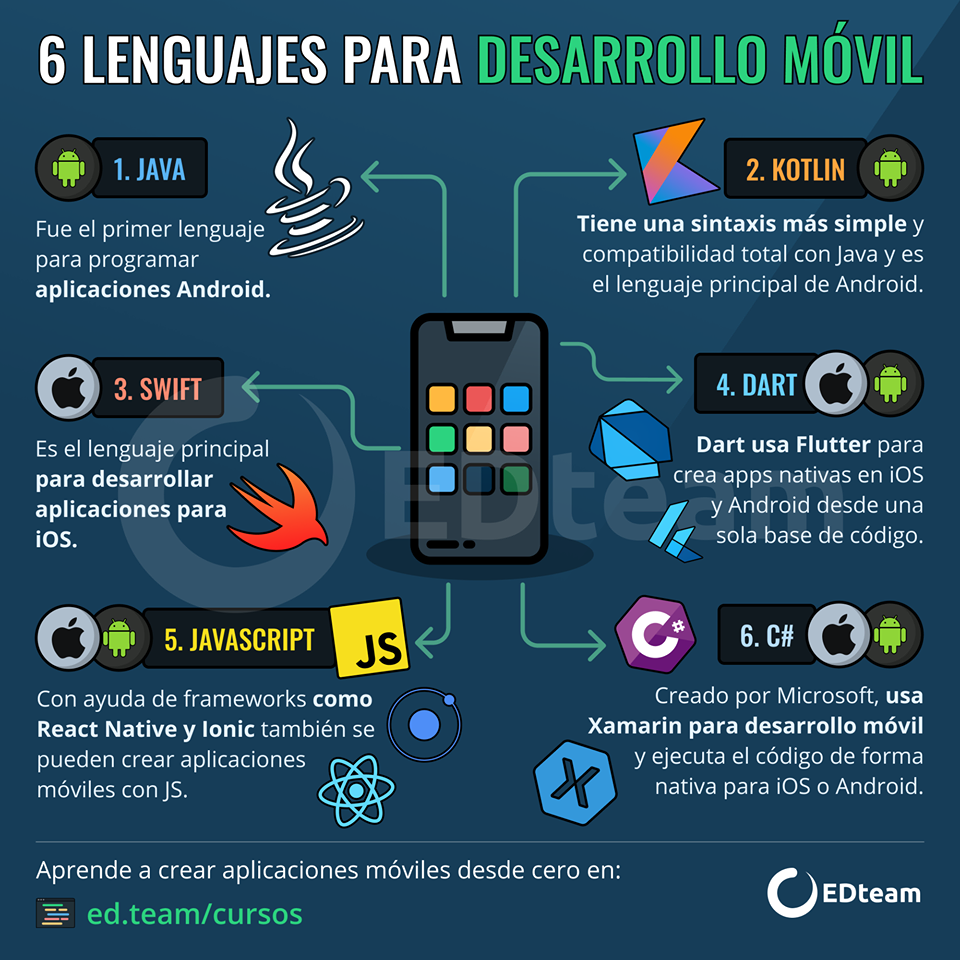 6 LENGUAJES PARA DESARROLLO MÓVIL
1. JAVA
Fue el primer lenguaje
para programar
aplicaciones Android.
2. KOTLIN
Tiene una sintaxis más simple y
compatibilidad total con Java y es
el lenguaje principal de Android.
3. SWIFT
Es el lenguaje principal
para desarrollar
aplicaciones para
iOS.
4. DART
Dart usa Flutter para
crea apps nativas en iOS
y Android desde una
sola base de código.
EDteam
5. JAVASCRIPT
JS
Con ayuda de frameworks como
React Native y Ionic también se
pueden crear aplicaciones
móviles con JS.
C#
6. C#
Creado por Microsoft, usa
Xamarin para desarrollo móvil
y ejecuta el código de forma
nativa para iOS o Android.
Aprende a crear aplicaciones móviles desde cero en:
ed.team/cursos
EDteam